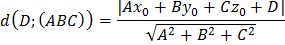 d(D;(ABC)) = |Ax₀ + By₀ + Cz₀ + D| / √(A² + B² + C²)